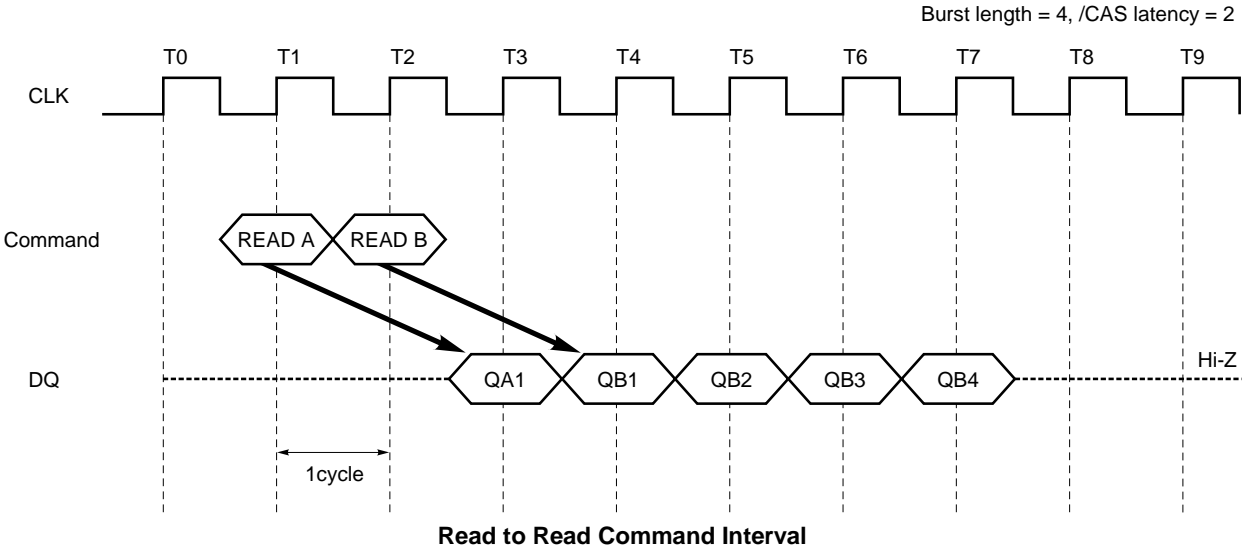 Burst length = 4, /CAS latency = 2
T0 T1 T2 T3 T4 T5 T6 T7 T8 T9
CLK
Command READ A READ B
Hi-Z
DQ QA1 QB1 QB2 QB3 QB4
1cycle
Read to Read Command Interval